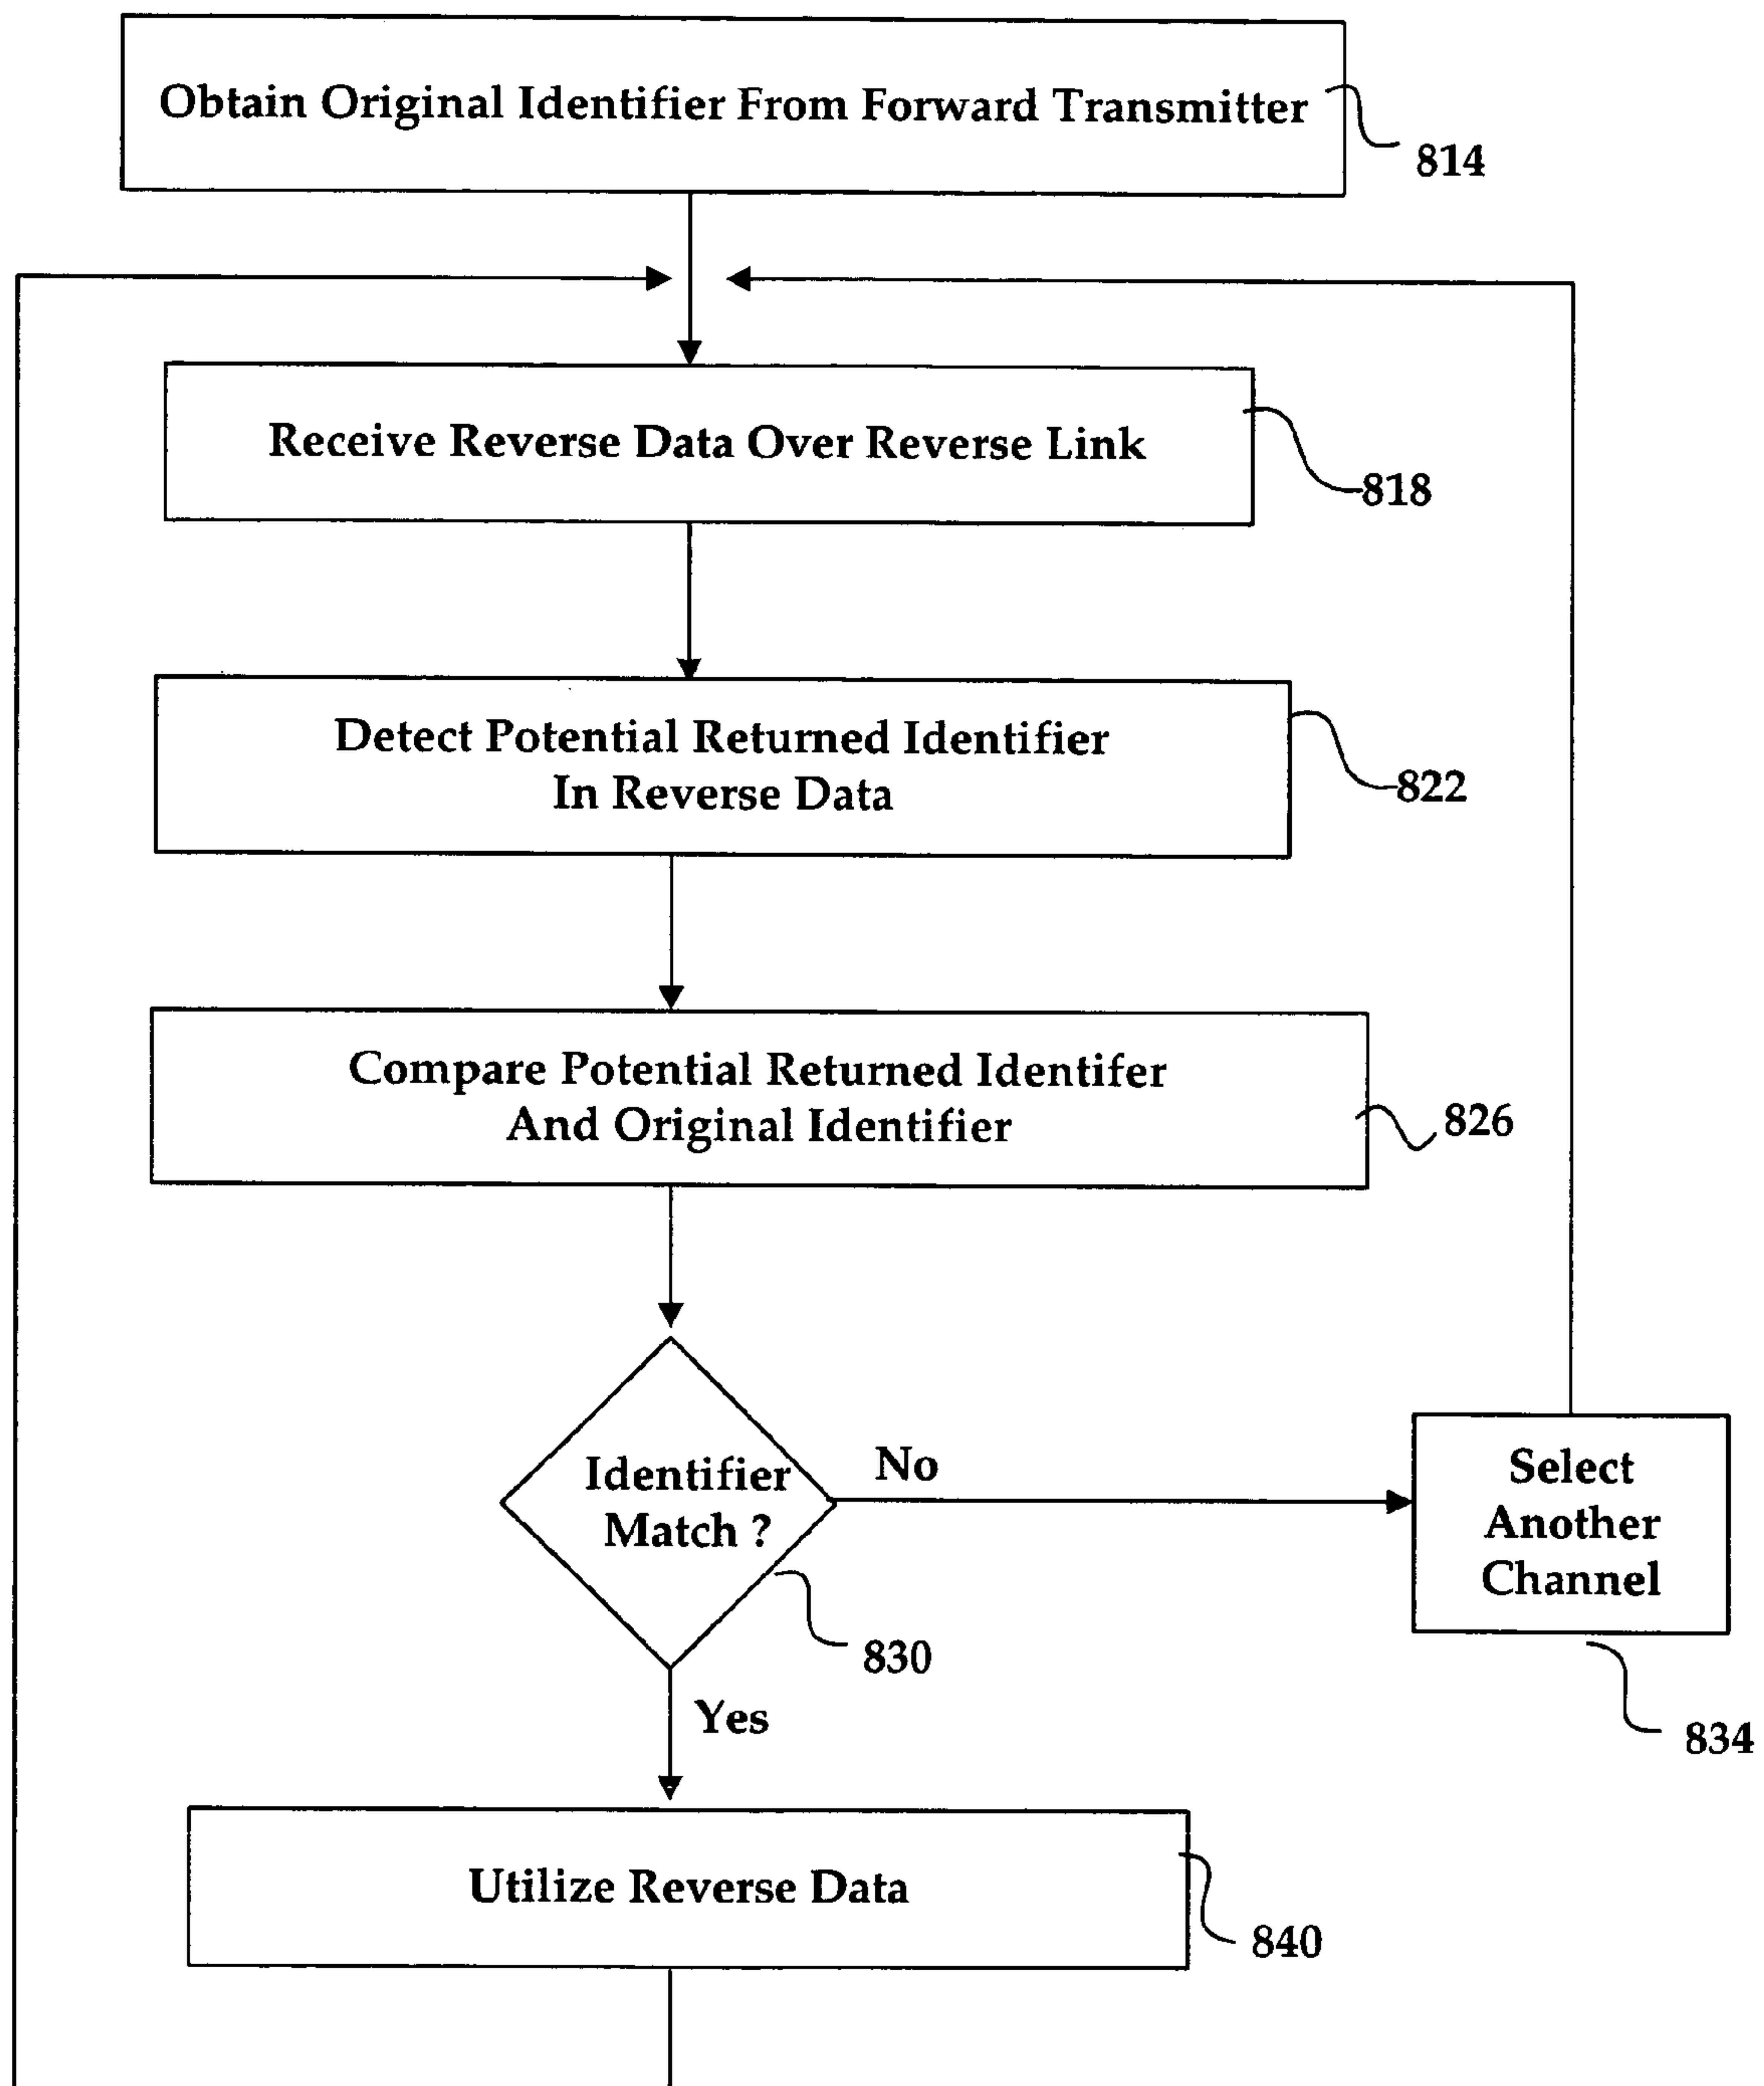 Obtain Original Identifier From Forward Transmitter
814
Receive Reverse Data Over Reverse Link
818
Detect Potential Returned Identifier
In Reverse Data
822
Compare Potential Returned Identifer
And Original Identifier
826
Identifier
Match ?
No
830
Select
Another
Channel
834
Yes
Utilize Reverse Data
840